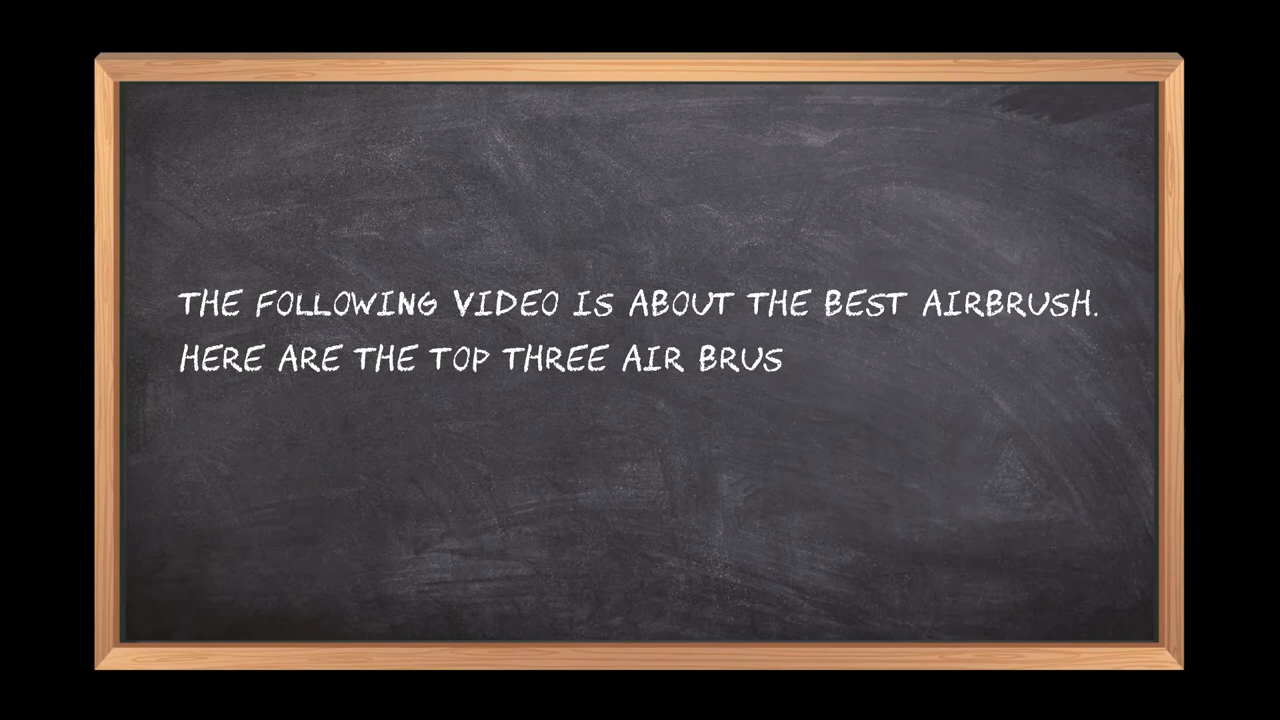 THE FOLLOWING VIDEO IS ABOUT THE BEST AIRBRUSH.
HERE ARE THE TOP THREE AIR BRUS